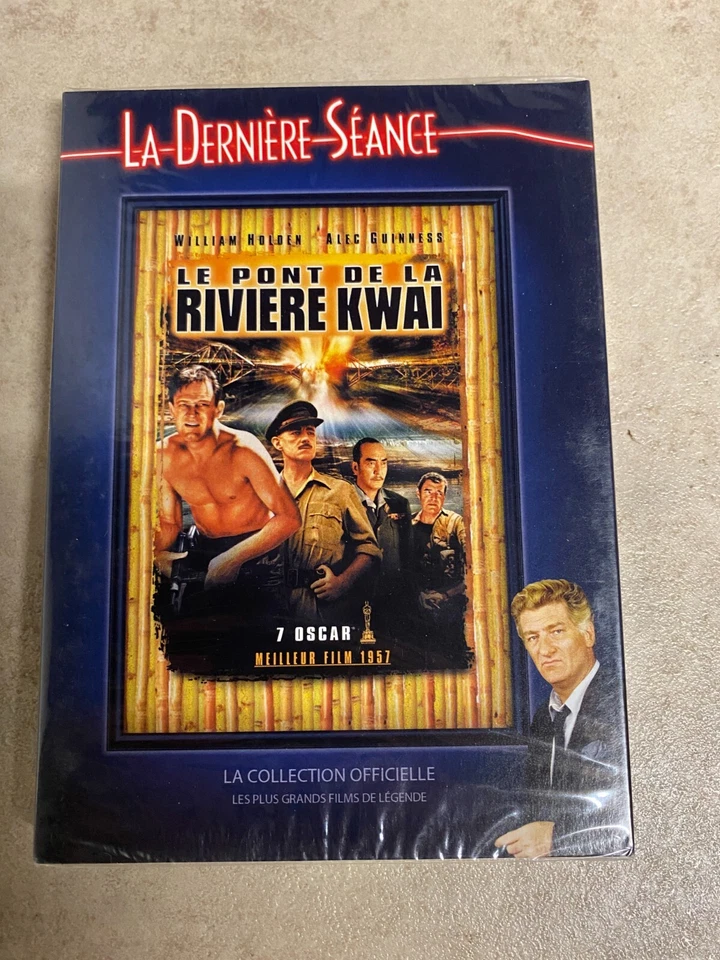 LA DERNIÈRE SÉANCE
WILLIAM HOLDEN ALEC GUINNESS
LE PONT DE LA
RIVIERE KWAI
7 OSCAR
MEILLEUR FILM 1957
LA COLLECTION OFFICIELLE
LES PLUS GRANDS FILMS DE LÉGENDE